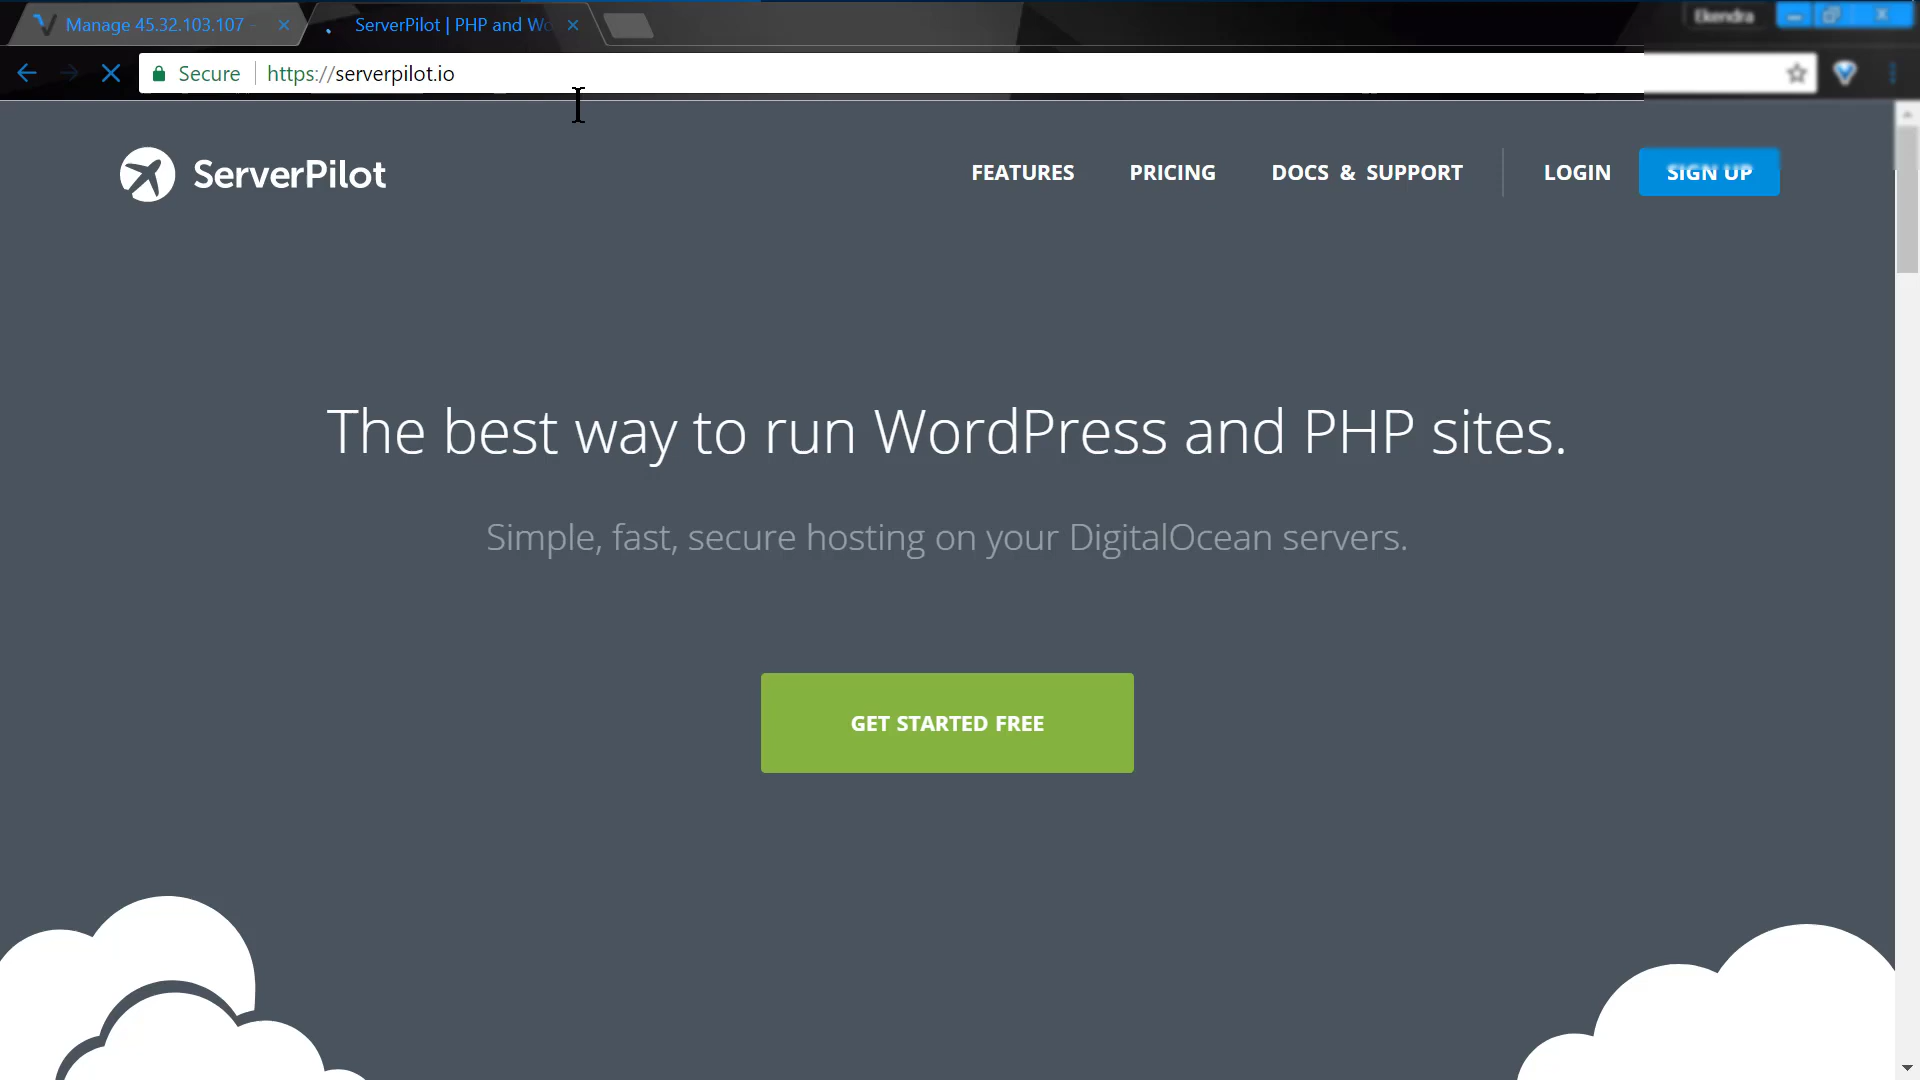 Manage 45.32.103.107 -
ServerPilot | PHP and Wo
Ekendra
Secure
https://serverpilot.io
ServerPilot
FEATURES
PRICING
DOCS & SUPPORT
LOGIN
SIGN UP
The best way to run WordPress and PHP sites.
Simple, fast, secure hosting on your DigitalOcean servers.
GET STARTED FREE